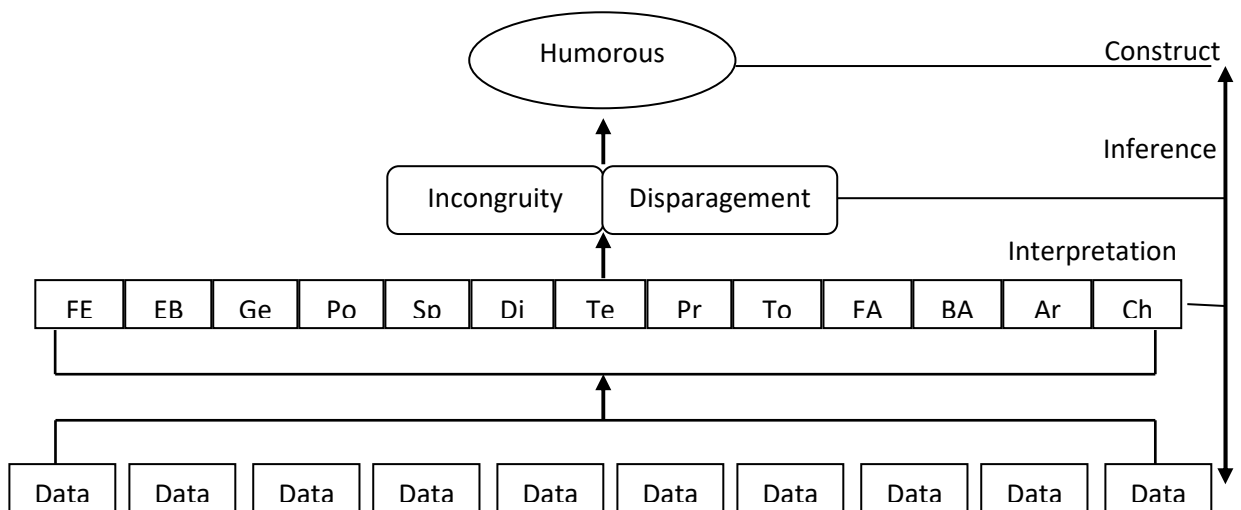 Humorous
Construct
Inference
Incongruity Disparagement
Interpretation
FE EB Ge Po Sp Di Te Pr To FA BA Ar Ch
Data Data Data Data Data Data Data Data Data Data